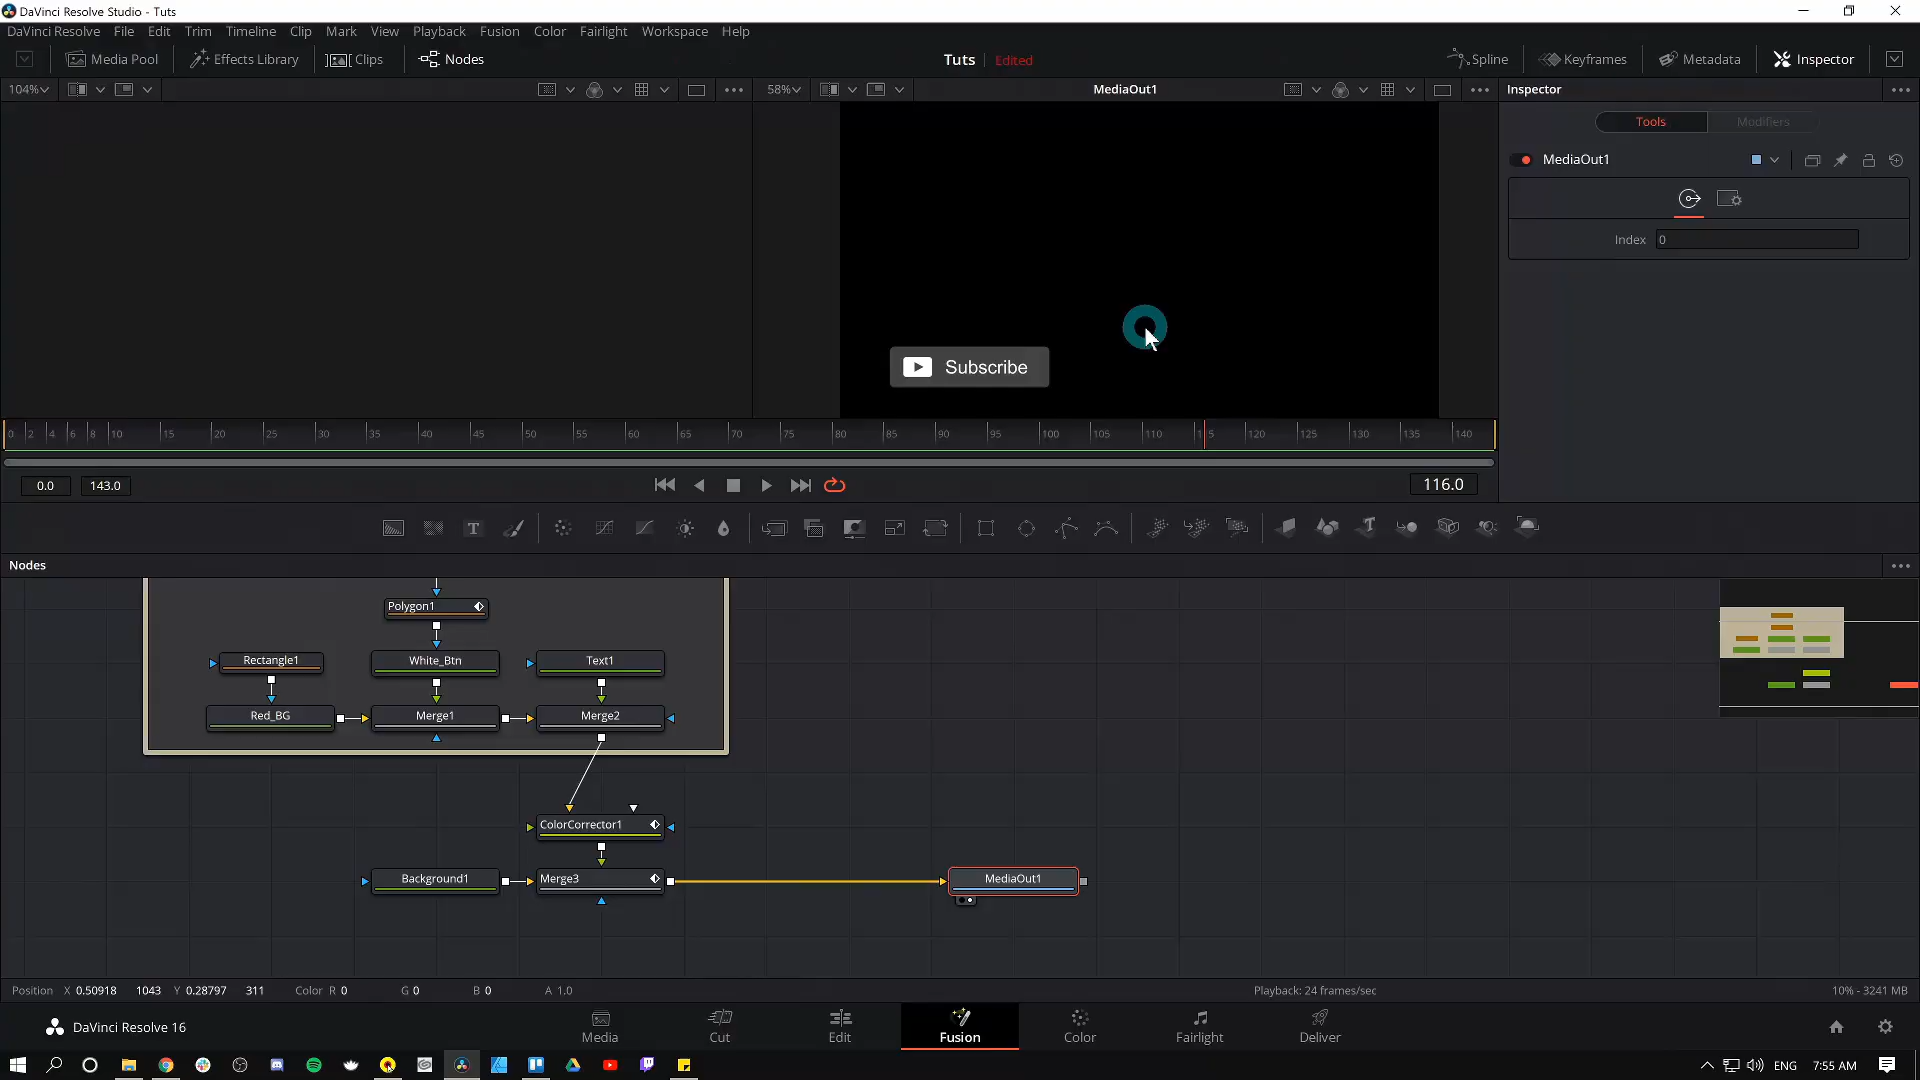 DaVinci Resolve Studio - Tuts
DaVinci Resolve File Edit Trim Timeline Clip Mark View Playback Fusion Color Fairlight Workspace Help
Media Pool Effects Library Clips Nodes Tuts Edited Spline Keyframes Metadata Inspector
104% 58% MediaOut1 Inspector
Tools Modifiers
MediaOut1
Index 0
Subscribe
0 2 4 6 8 10 15 20 25 30 35 40 45 50 55 60 65 70 75 80 85 90 95 100 105 110 115 120 125 130 135 140
0.0 143.0 116.0
T
Nodes
Polygon1
Rectangle1 White_Btn Text1
Red_BG Merge1 Merge2
ColorCorrector1
Background1 Merge3 MediaOut1
Position X 0.50918 1043 Y 0.28797 311 Color R 0 G 0 B 0 A 1.0 Playback: 24 frames/sec 10% - 3241 MB
DaVinci Resolve 16 Media Cut Edit Fusion Color Fairlight Deliver
ENG 7:55 AM